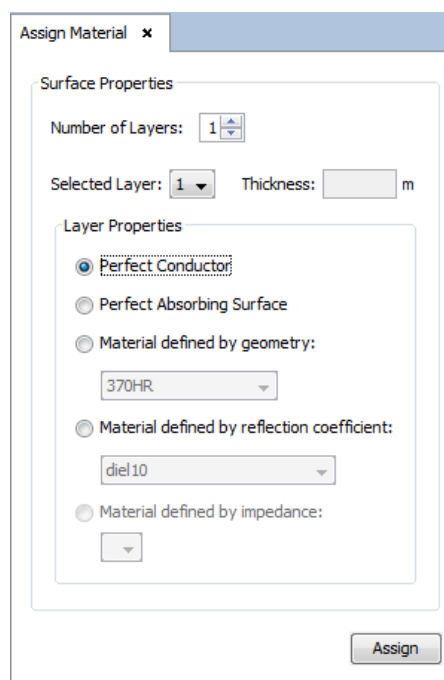 Assign Material ×
Surface Properties
Number of Layers: 1
Selected Layer: 1 Thickness: m
Layer Properties
Perfect Conductor
Perfect Absorbing Surface
Material defined by geometry:
370HR
Material defined by reflection coefficient:
diel10
Material defined by impedance:
Assign